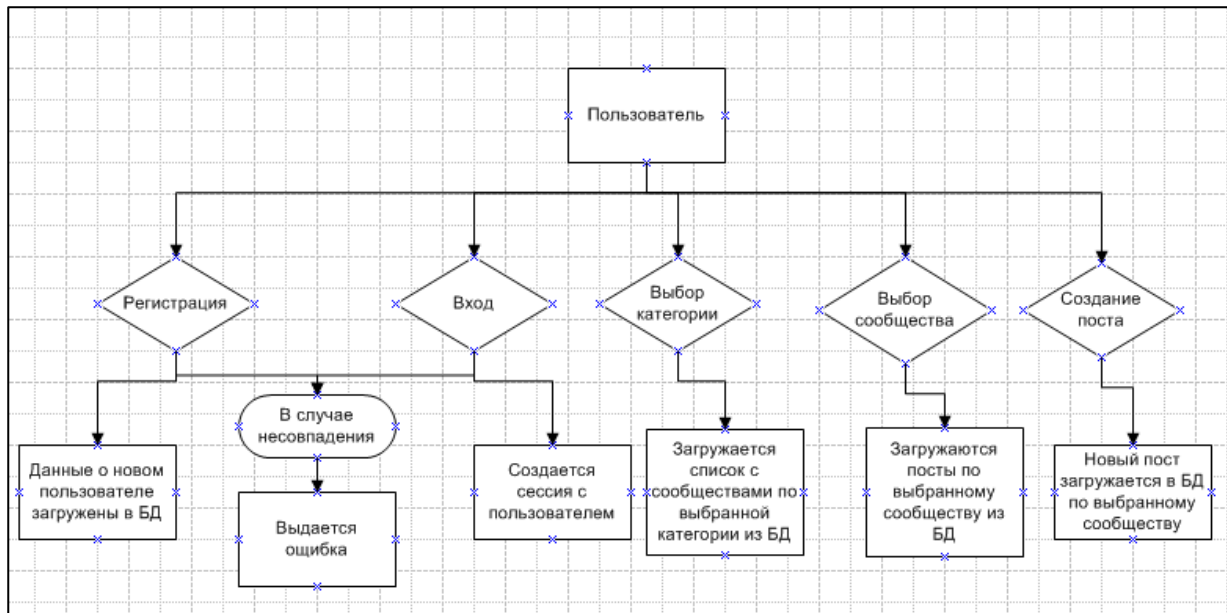 Пользователь
Регистрация
Вход
Выбор
категории
Выбор
сообщества
Создание
поста
В случае
несовпадения
Данные о новом
пользователе
загружены в БД
Выдается
ошибка
Создается
сессия с
пользователем
Загружается
список с
сообществами по
выбранной
категории из БД
Загружаются
посты по
выбранному
сообществу из
БД
Новый пост
загружается в БД
по выбранному
сообществу